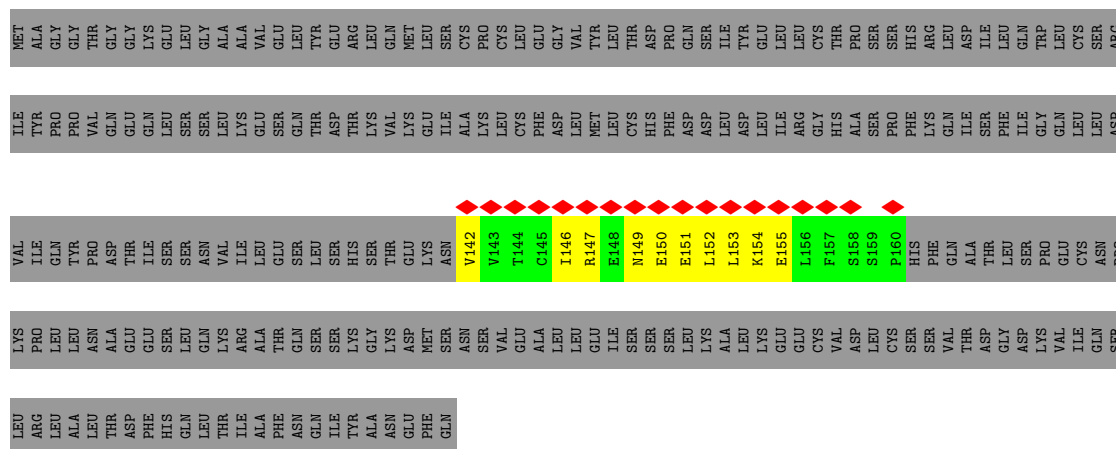 MET ALA GLY GLY THR GLY GLY LYS GLU LEU GLY ALA ALA VAL GLU LEU TYR GLU ARG LEU GLN MET LEU SER CYS PRO CYS LEU GLU GLY VAL TYR LEU THR ASP PRO GLN SER ILE TYR GLU LEU LEU CYS THR PRO SER SER HIS ARG LEU ASP ILE LEU GLN TRP LEU CYS SER ARG
ILE TYR PRO PRO VAL GLN GLU GLN LEU SER SER LEU LYS GLU SER GLN THR ASP THR LYS VAL LYS GLU ILE ALA LYS LEU CYS PHE ASP LEU MET LEU CYS HIS PHE ASP ASP LEU ASP LEU ILE ARG GLY HIS ALA SER PRO PHE LYS GLN ILE SER PHE ILE GLY GLN LEU LEU ASP
VAL ILE GLN TYR PRO ASP THR ILE SER SER ASN VAL ILE LEU GLU SER LEU SER HIS SER THR GLU LYS ASN V142 V143 T144 C145 I146 R147 E148 N149 E150 E151 L152 L153 K154 E155 L156 F157 S158 S159 P160 HIS PHE GLN ALA THR LEU SER PRO GLU CYS ASN PRO
LYS PRO LEU LEU ASN ALA GLU GLU SER LEU GLN LYS ARG ALA THR GLN SER SER LYS GLY LYS ASP MET SER ASN SER VAL GLU ALA LEU LEU GLU ILE SER SER SER LEU LYS ALA LEU LYS GLU GLU CYS VAL ASP LEU CYS SER SER VAL THR ASP GLY ASP LYS VAL ILE GLN SER
LEU ARG LEU ALA LEU THR ASP PHE HIS GLN LEU THR ILE ALA PHE ASN GLN ILE TYR ALA ASN GLU PHE GLN